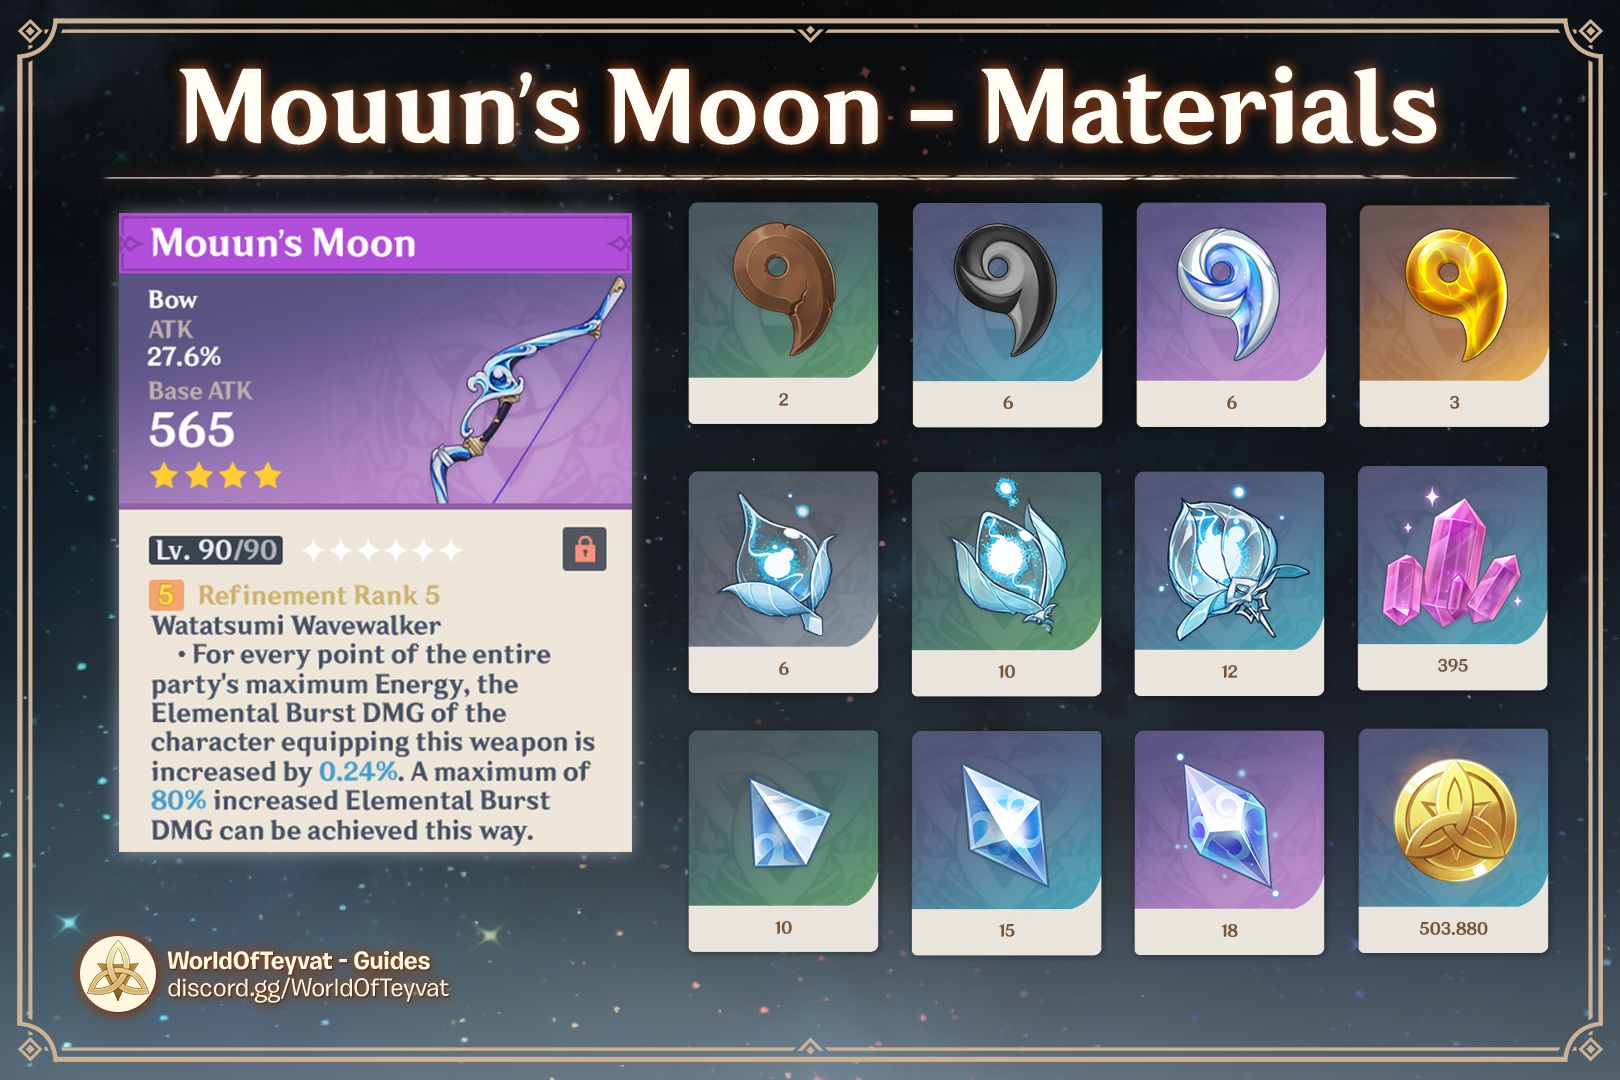 Mouun's Moon – Materials
Mouun's Moon
Bow
ATK
27.6%
Base ATK
565
Lv. 90/90
5 Refinement Rank 5
Watatsumi Wavewalker
• For every point of the entire
party's maximum Energy, the
Elemental Burst DMG of the
character equipping this weapon is
increased by 0.24%. A maximum of
80% increased Elemental Burst
DMG can be achieved this way.
2
6
6
3
6
10
12
395
10
15
18
503.880
WorldOfTeyvat - Guides
discord.gg/WorldOfTeyvat